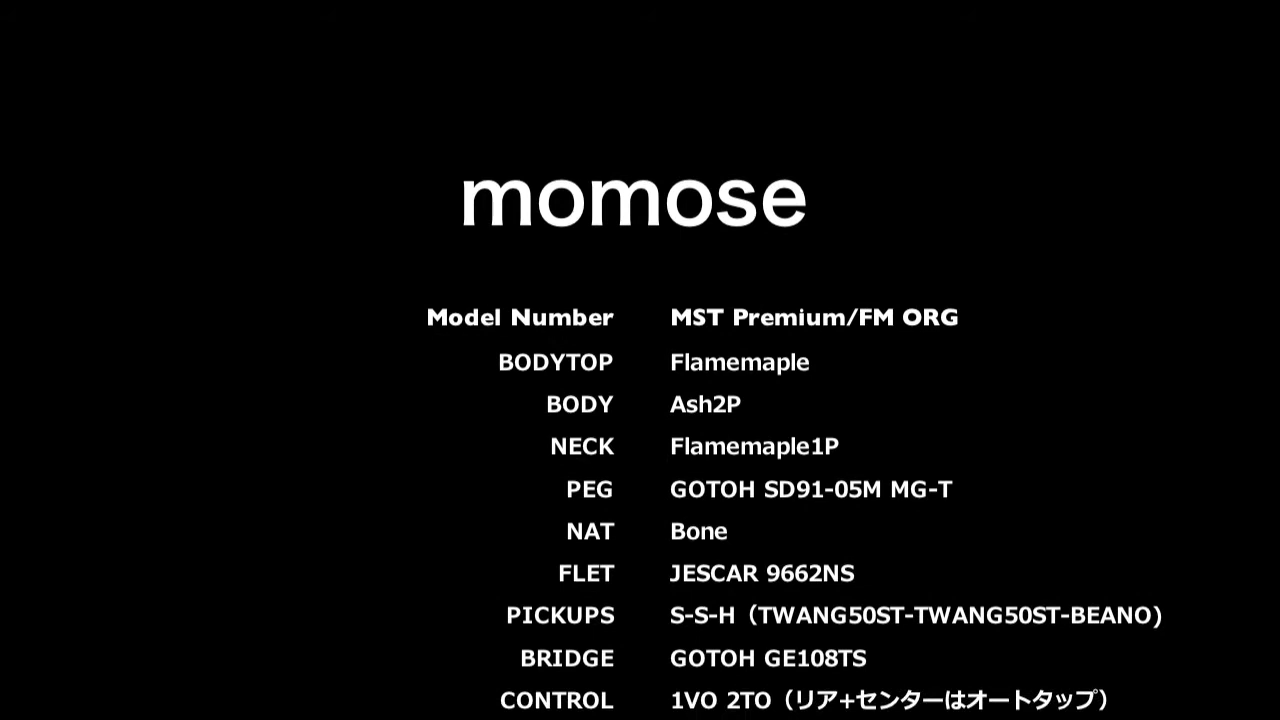 momose
Model Number MST Premium/FM ORG
BODYTOP Flamemaple
BODY Ash2P
NECK Flamemaple1P
PEG GOTOH SD91-05M MG-T
NAT Bone
FLET JESCAR 9662NS
PICKUPS S-S-H（TWANG50ST-TWANG50ST-BEANO)
BRIDGE GOTOH GE108TS
CONTROL 1VO 2TO（リア+センターはオートタップ）